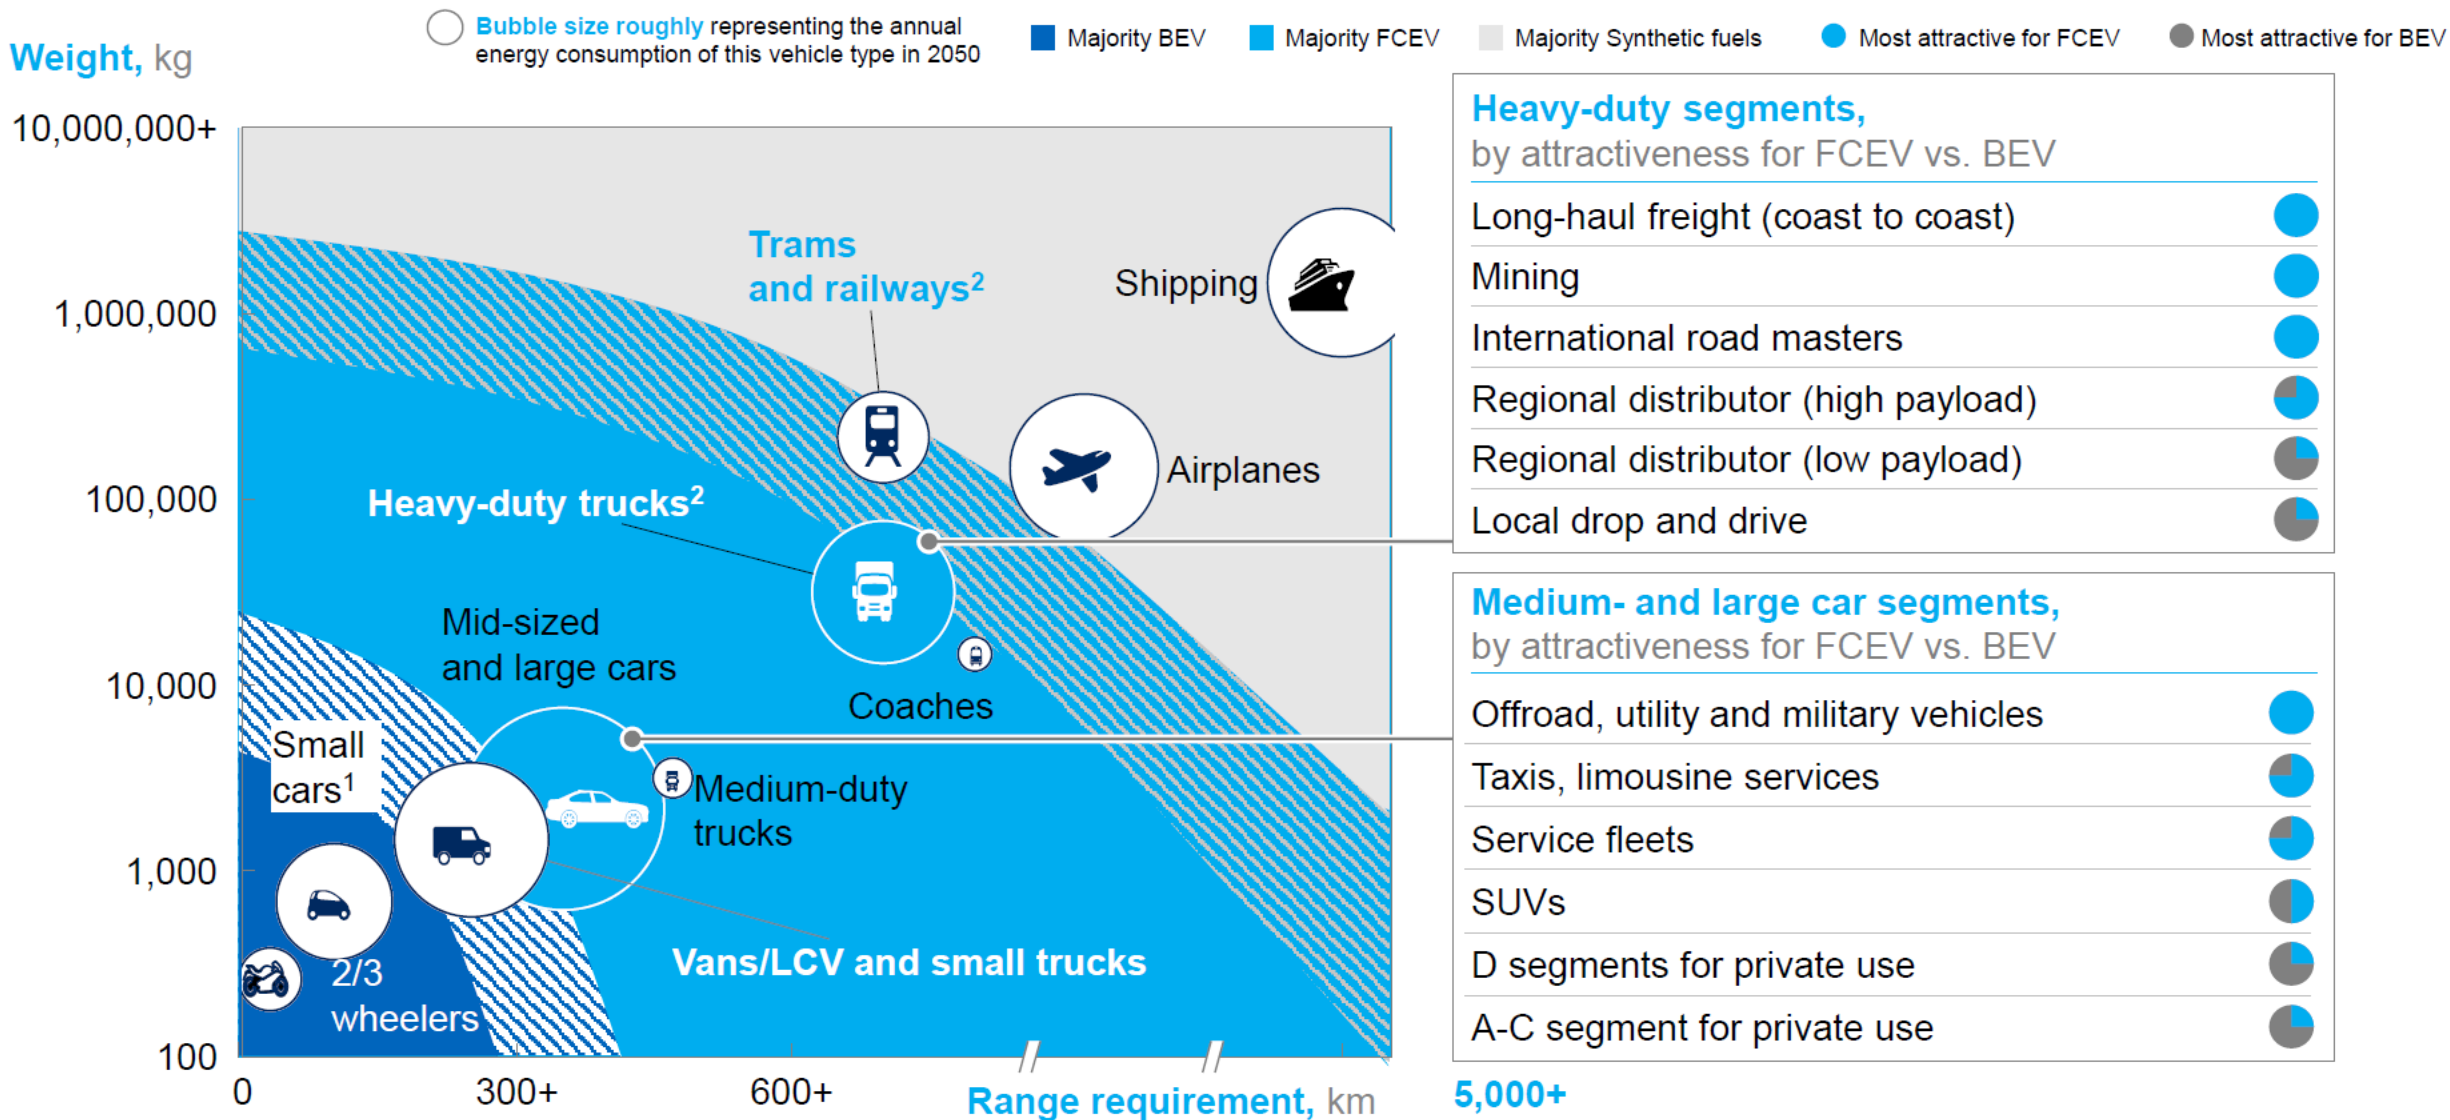 Bubble size roughly representing the annual
energy consumption of this vehicle type in 2050
Majority BEV
Majority FCEV
Majority Synthetic fuels
Most attractive for FCEV
Most attractive for BEV
Weight, kg
10,000,000+
1,000,000
100,000
10,000
1,000
100
0
300+
600+
Range requirement, km
5,000+
Trams
and railways2
Shipping
Airplanes
Heavy-duty trucks2
Mid-sized
and large cars
Coaches
Small
cars1
Medium-duty
trucks
Vans/LCV and small trucks
2/3
wheelers
Heavy-duty segments,
by attractiveness for FCEV vs. BEV
Long-haul freight (coast to coast)
Mining
International road masters
Regional distributor (high payload)
Regional distributor (low payload)
Local drop and drive
Medium- and large car segments,
by attractiveness for FCEV vs. BEV
Offroad, utility and military vehicles
Taxis, limousine services
Service fleets
SUVs
D segments for private use
A-C segment for private use